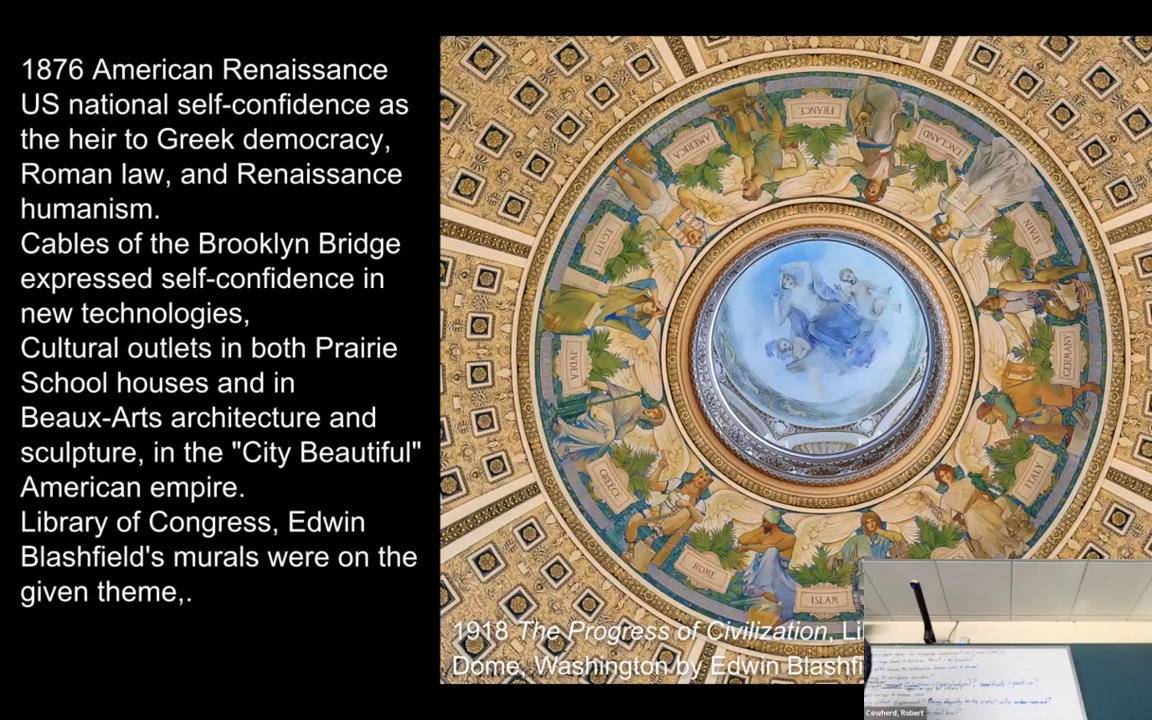 1876 American Renaissance
US national self-confidence as
the heir to Greek democracy,
Roman law, and Renaissance
humanism.
Cables of the Brooklyn Bridge
expressed self-confidence in
new technologies,
Cultural outlets in both Prairie
School houses and in
Beaux-Arts architecture and
sculpture, in the "City Beautiful"
American empire.
Library of Congress, Edwin
Blashfield's murals were on the
given theme,.
FRANCE
AMERICA
ENGLAND
EGYPT
SPAIN
JVDEA
GERMANY
GREECE
ITALY
ROME
ISLAM
1918 The Progress of Civilization, Li
Dome, Washington by Edwin Blashfi
Cowherd, Robert